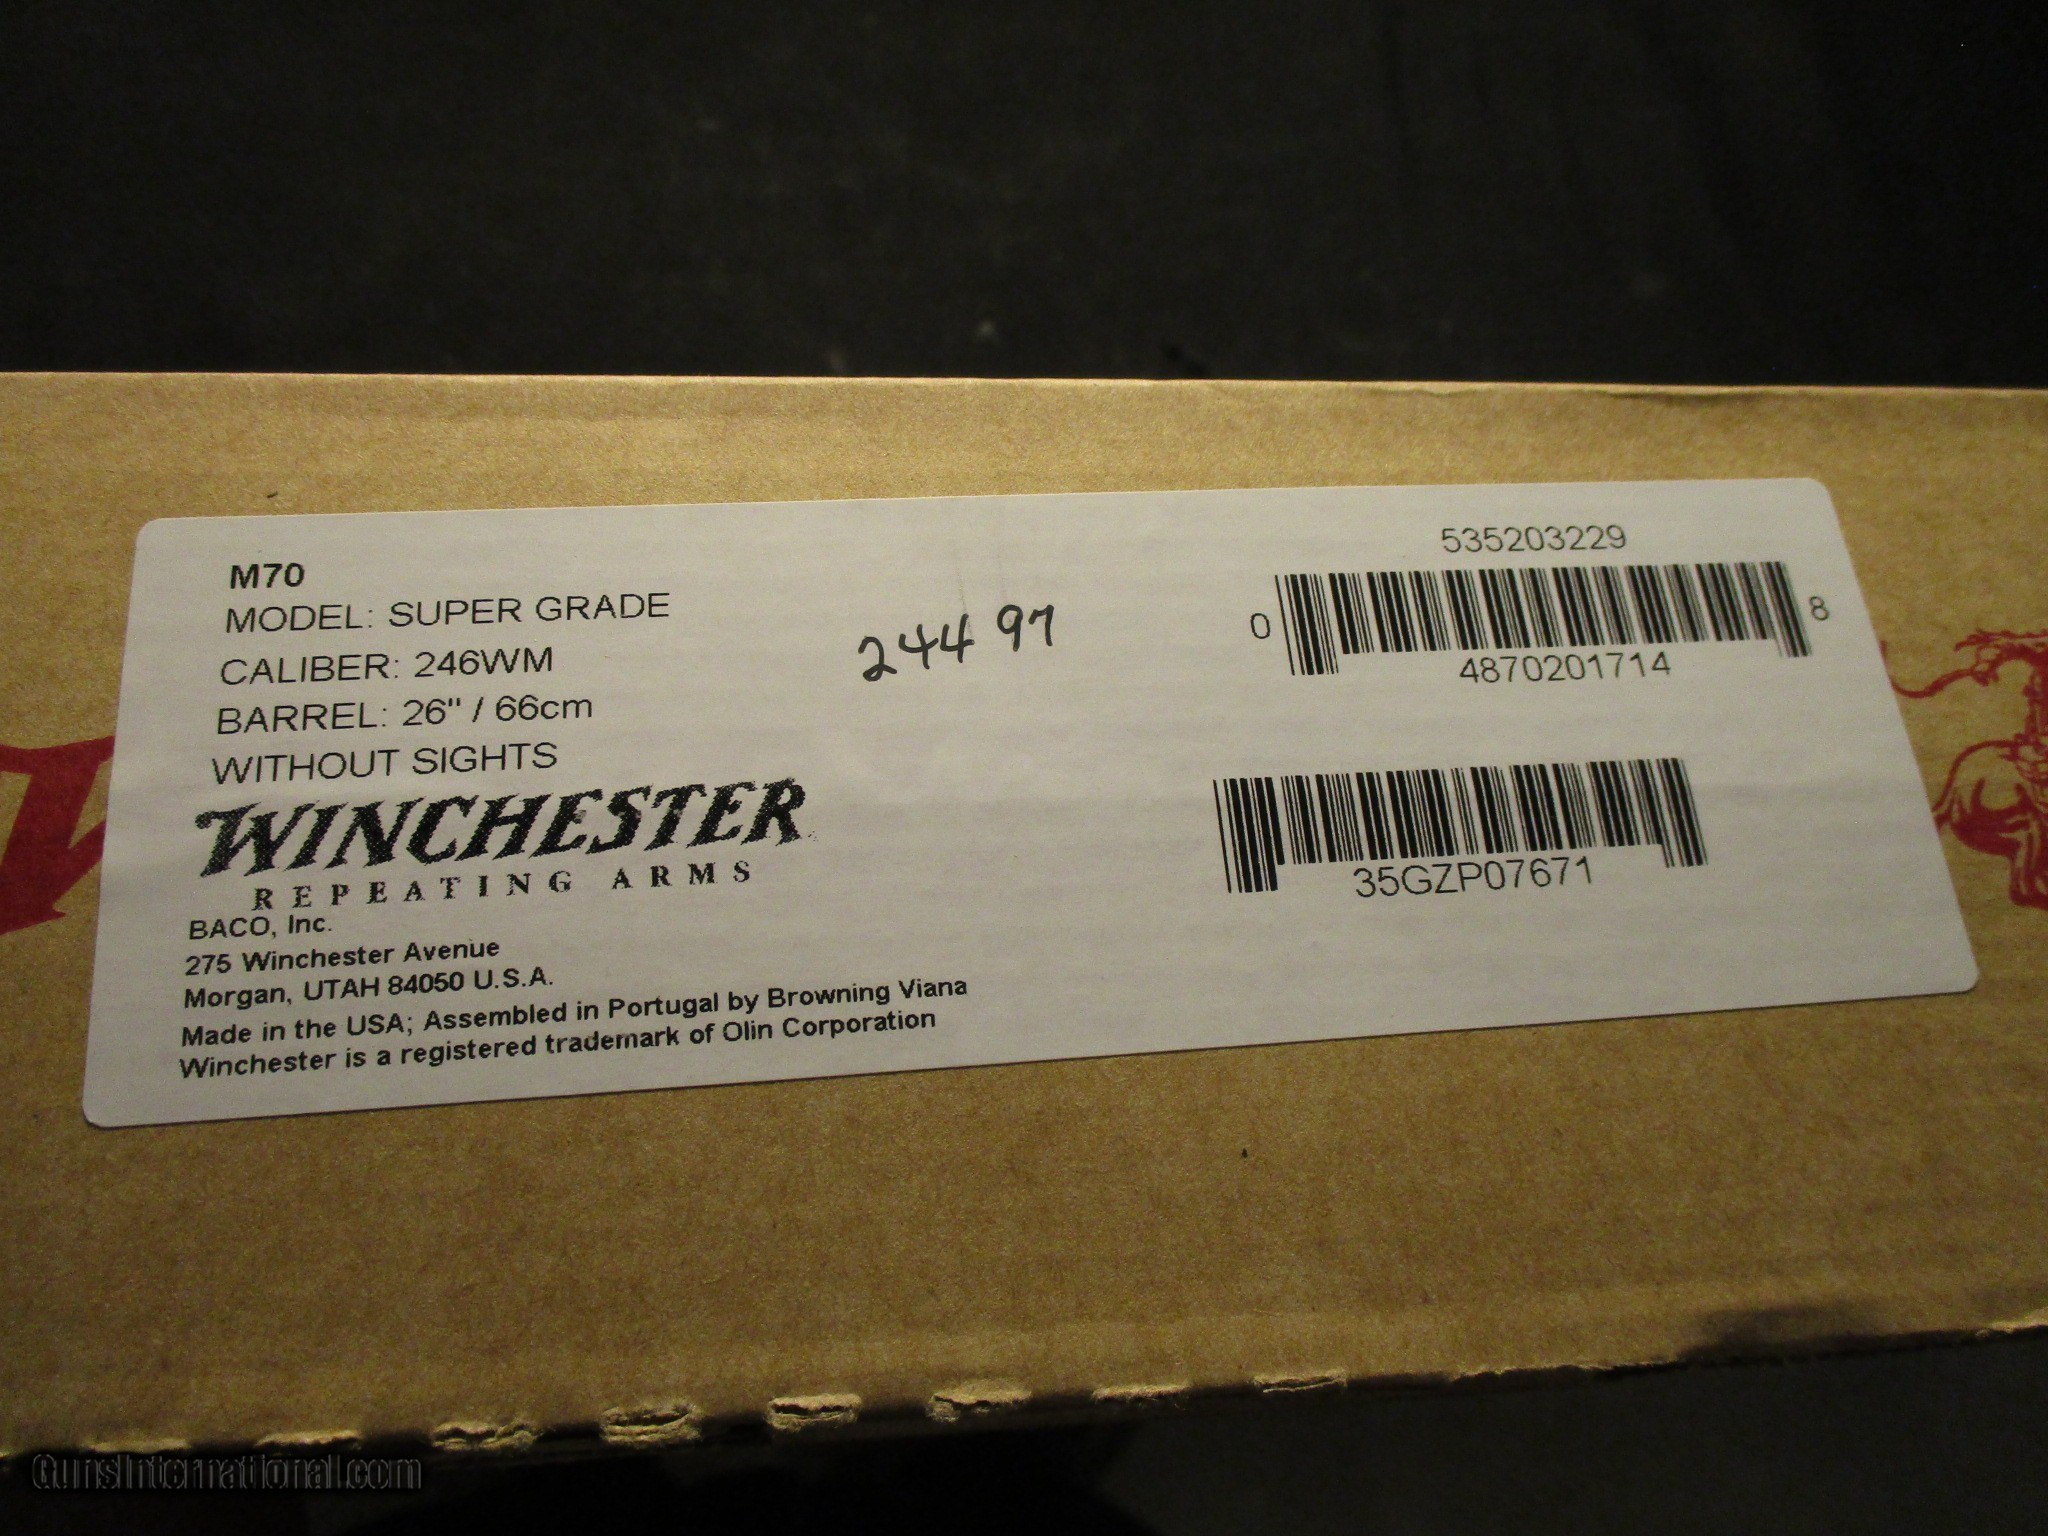 M70
MODEL: SUPER GRADE
CALIBER: 246WM
BARREL: 26" / 66cm
WITHOUT SIGHTS
WINCHESTER
REPEATING ARMS
BACO, Inc.
275 Winchester Avenue
Morgan, UTAH 84050 U.S.A.
Made in the USA; Assembled in Portugal by Browning Viana
Winchester is a registered trademark of Olin Corporation
24497
535203229
0 4870201714 8
35GZP07671
GunsInternational.com